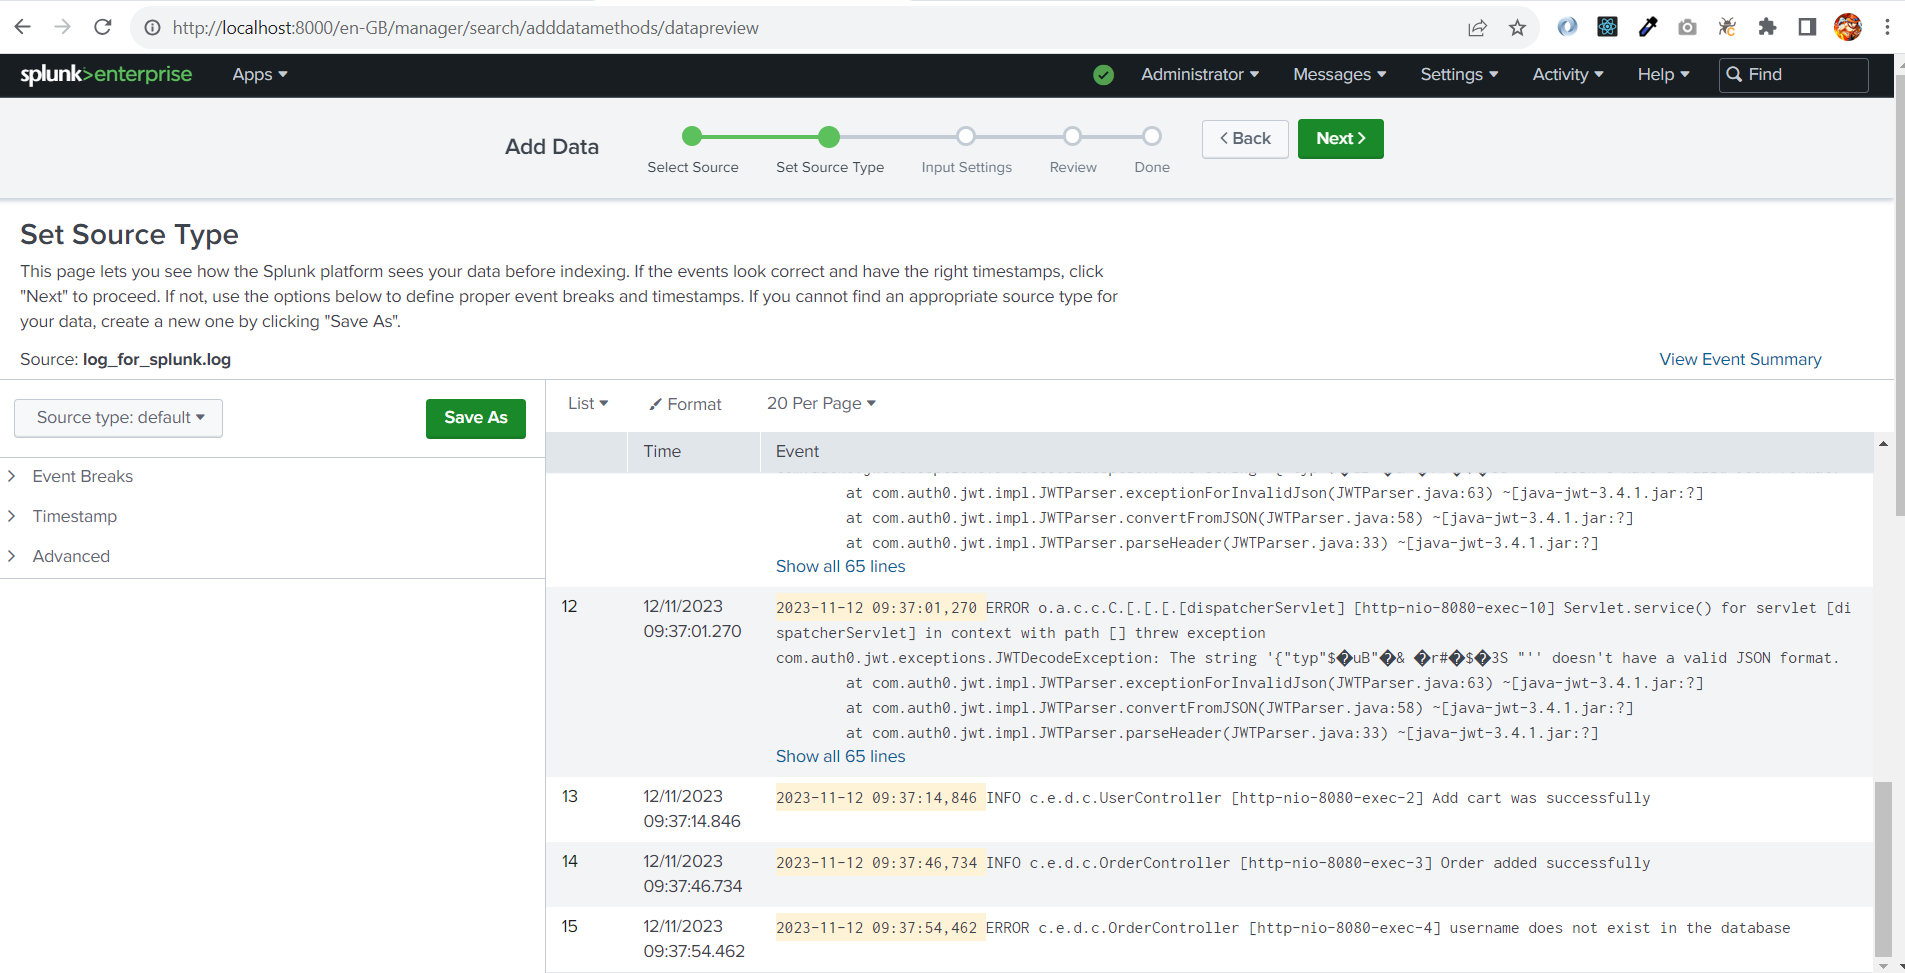 http://localhost:8000/en-GB/manager/search/adddatamethods/datapreview
splunk>enterprise Apps Administrator Messages Settings Activity Help Find
Add Data
Select Source Set Source Type Input Settings Review Done
Back Next
Set Source Type
This page lets you see how the Splunk platform sees your data before indexing. If the events look correct and have the right timestamps, click
"Next" to proceed. If not, use the options below to define proper event breaks and timestamps. If you cannot find an appropriate source type for
your data, create a new one by clicking "Save As".
Source: log_for_splunk.log
View Event Summary
Source type: default
Save As
Event Breaks
Timestamp
Advanced
List Format 20 Per Page
Time Event
at com.auth0.jwt.impl.JWTParser.exceptionForInvalidJson(JWTParser.java:63) ~[java-jwt-3.4.1.jar:?]
at com.auth0.jwt.impl.JWTParser.convertFromJSON(JWTParser.java:58) ~[java-jwt-3.4.1.jar:?]
at com.auth0.jwt.impl.JWTParser.parseHeader(JWTParser.java:33) ~[java-jwt-3.4.1.jar:?]
Show all 65 lines
12
12/11/2023
09:37:01.270
2023-11-12 09:37:01,270 ERROR o.a.c.c.C.[.[.[.[dispatcherServlet] [http-nio-8080-exec-10] Servlet.service() for servlet [di
spatcherServlet] in context with path [] threw exception
com.auth0.jwt.exceptions.JWTDecodeException: The string '{"typ"$�uB"�& �r#�$�3S "'' doesn't have a valid JSON format.
at com.auth0.jwt.impl.JWTParser.exceptionForInvalidJson(JWTParser.java:63) ~[java-jwt-3.4.1.jar:?]
at com.auth0.jwt.impl.JWTParser.convertFromJSON(JWTParser.java:58) ~[java-jwt-3.4.1.jar:?]
at com.auth0.jwt.impl.JWTParser.parseHeader(JWTParser.java:33) ~[java-jwt-3.4.1.jar:?]
Show all 65 lines
13
12/11/2023
09:37:14.846
2023-11-12 09:37:14,846 INFO c.e.d.c.UserController [http-nio-8080-exec-2] Add cart was successfully
14
12/11/2023
09:37:46.734
2023-11-12 09:37:46,734 INFO c.e.d.c.OrderController [http-nio-8080-exec-3] Order added successfully
15
12/11/2023
09:37:54.462
2023-11-12 09:37:54,462 ERROR c.e.d.c.OrderController [http-nio-8080-exec-4] username does not exist in the database